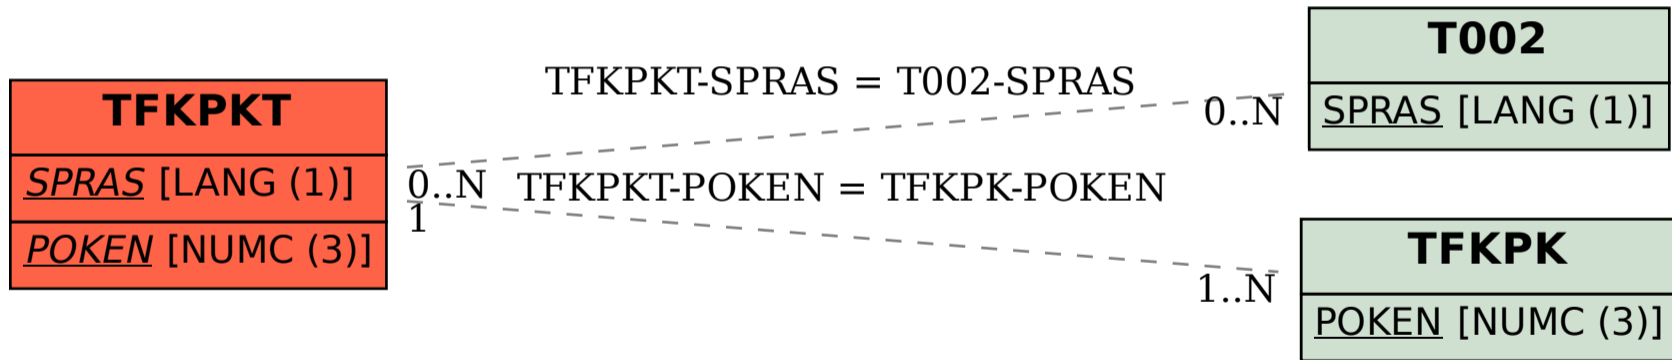 TFKPKT
SPRAS [LANG (1)]
POKEN [NUMC (3)]
TFKPKT-SPRAS = T002-SPRAS
0..N
0..N
TFKPKT-POKEN = TFKPK-POKEN
1
1..N
T002
SPRAS [LANG (1)]
TFKPK
POKEN [NUMC (3)]